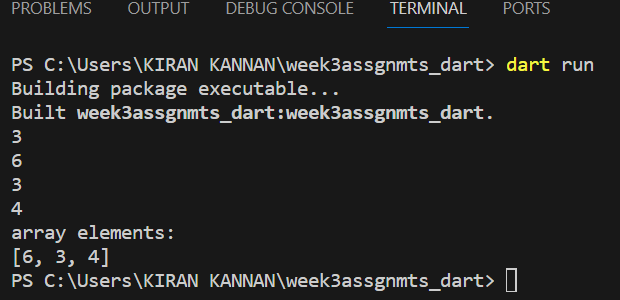 PROBLEMS OUTPUT DEBUG CONSOLE TERMINAL PORTS
PS C:\Users\KIRAN KANNAN\week3assgnmts_dart> dart run
Building package executable...
Built week3assgnmts_dart:week3assgnmts_dart.
3
6
3
4
array elements:
[6, 3, 4]
PS C:\Users\KIRAN KANNAN\week3assgnmts_dart>